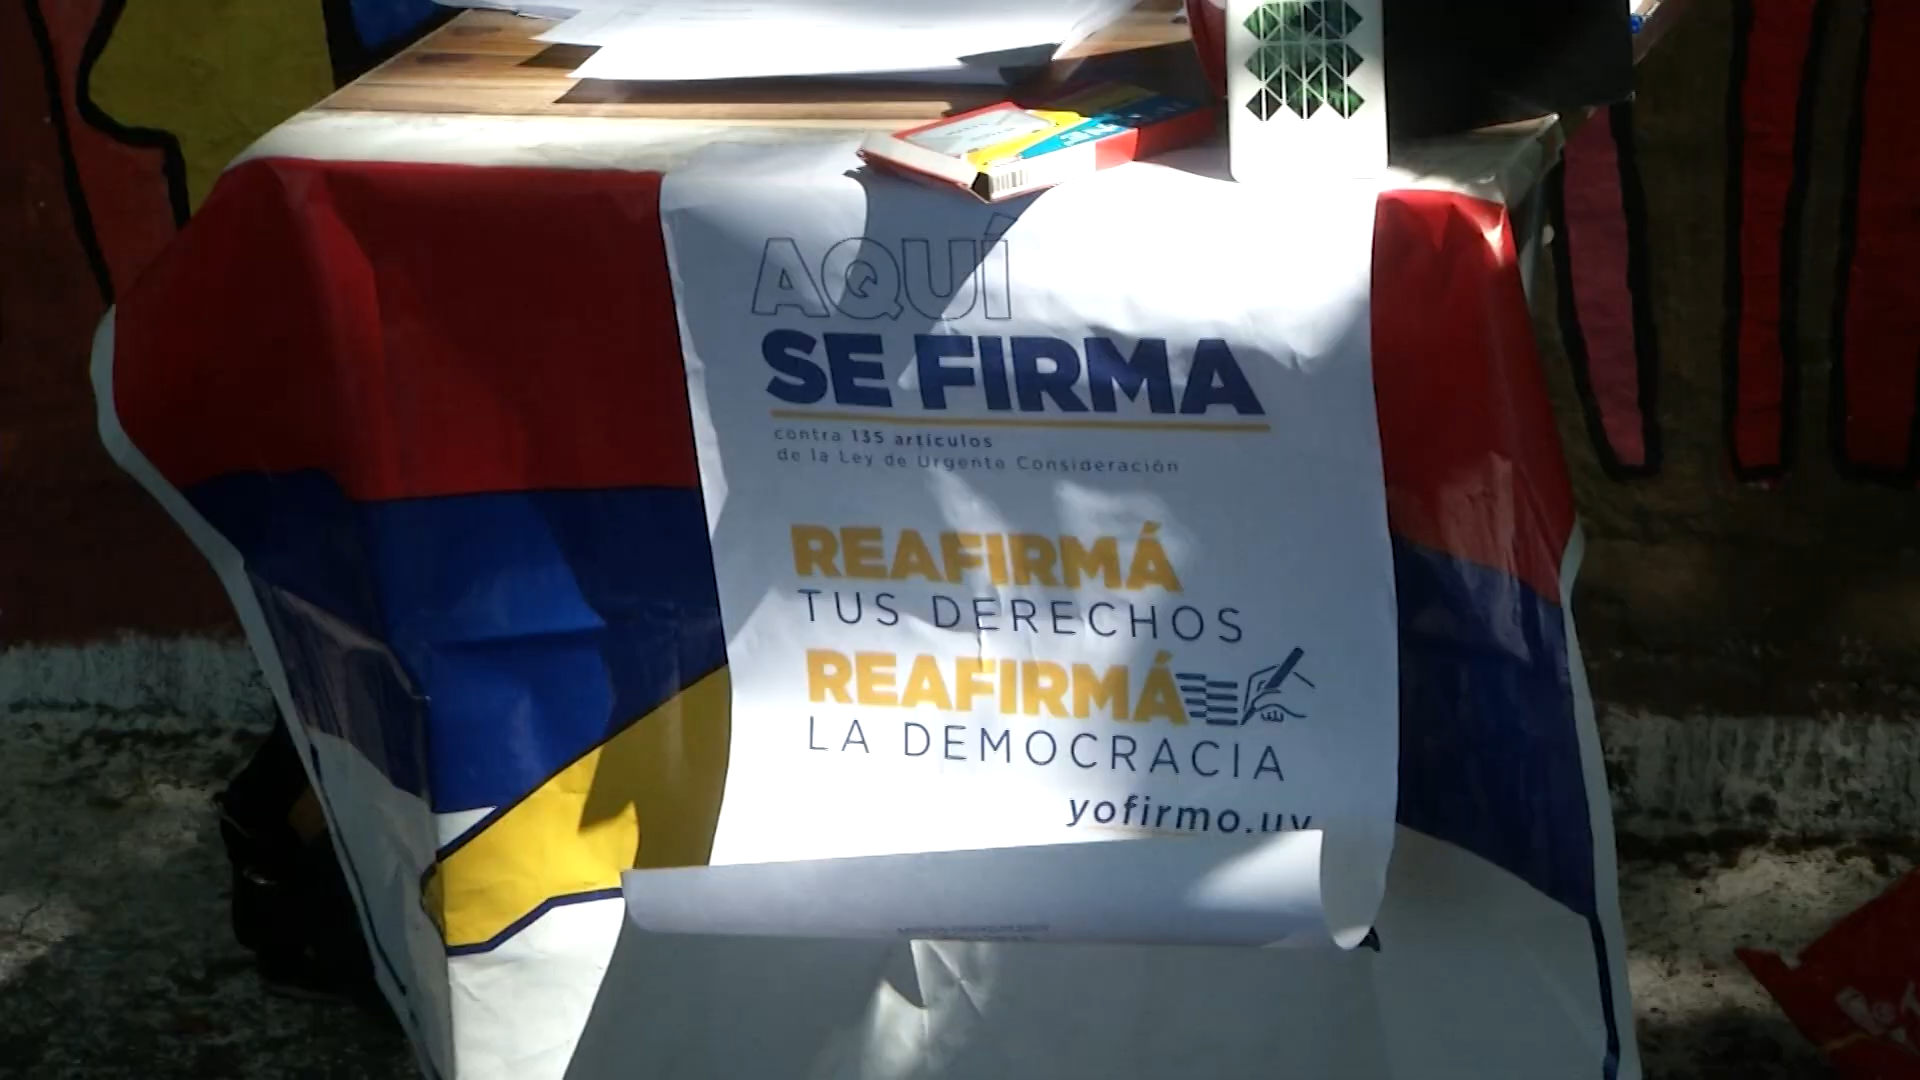 AQUÍ
SE FIRMA
contra 135 artículos
de la Ley de Urgente Consideración
REAFIRMÁ
TUS DERECHOS
REAFIRMÁ
LA DEMOCRACIA
yofirmo.uy